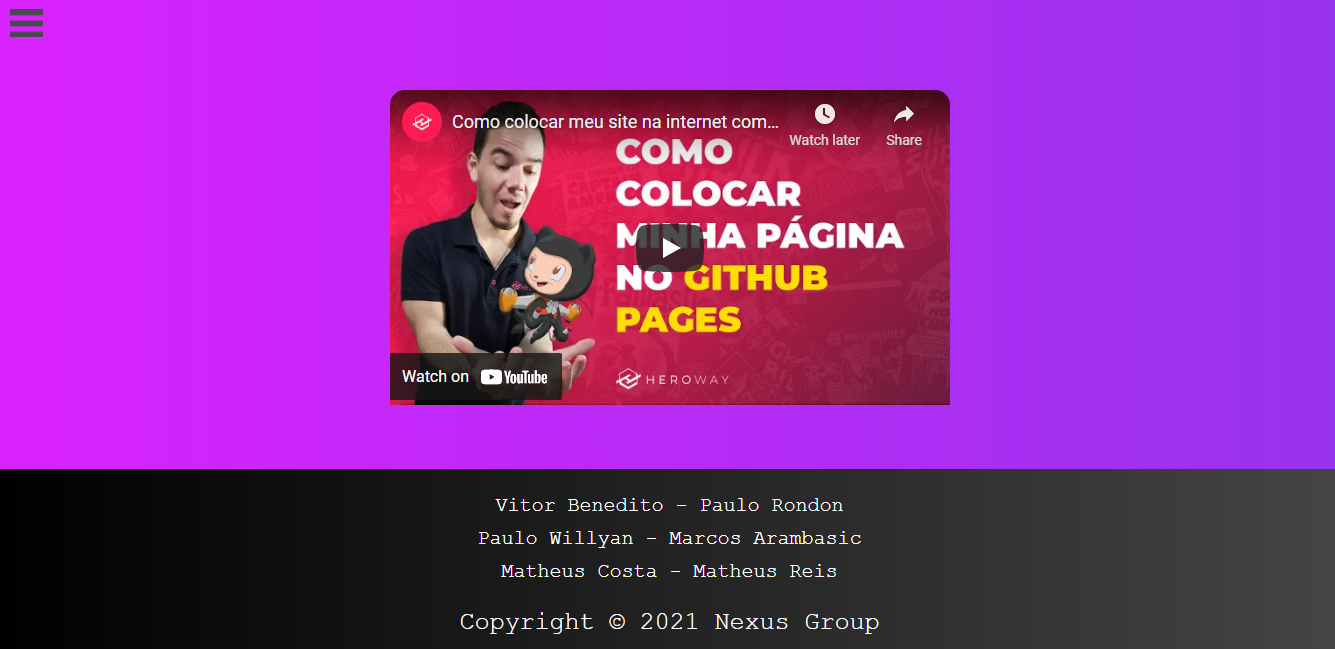 Como colocar meu site na internet com...
Watch later
Share
COMO
COLOCAR
MINHA PÁGINA
NO GITHUB
PAGES
HEROWAY
Watch on YouTube
Vitor Benedito - Paulo Rondon
Paulo Willyan - Marcos Arambasic
Matheus Costa - Matheus Reis
Copyright © 2021 Nexus Group